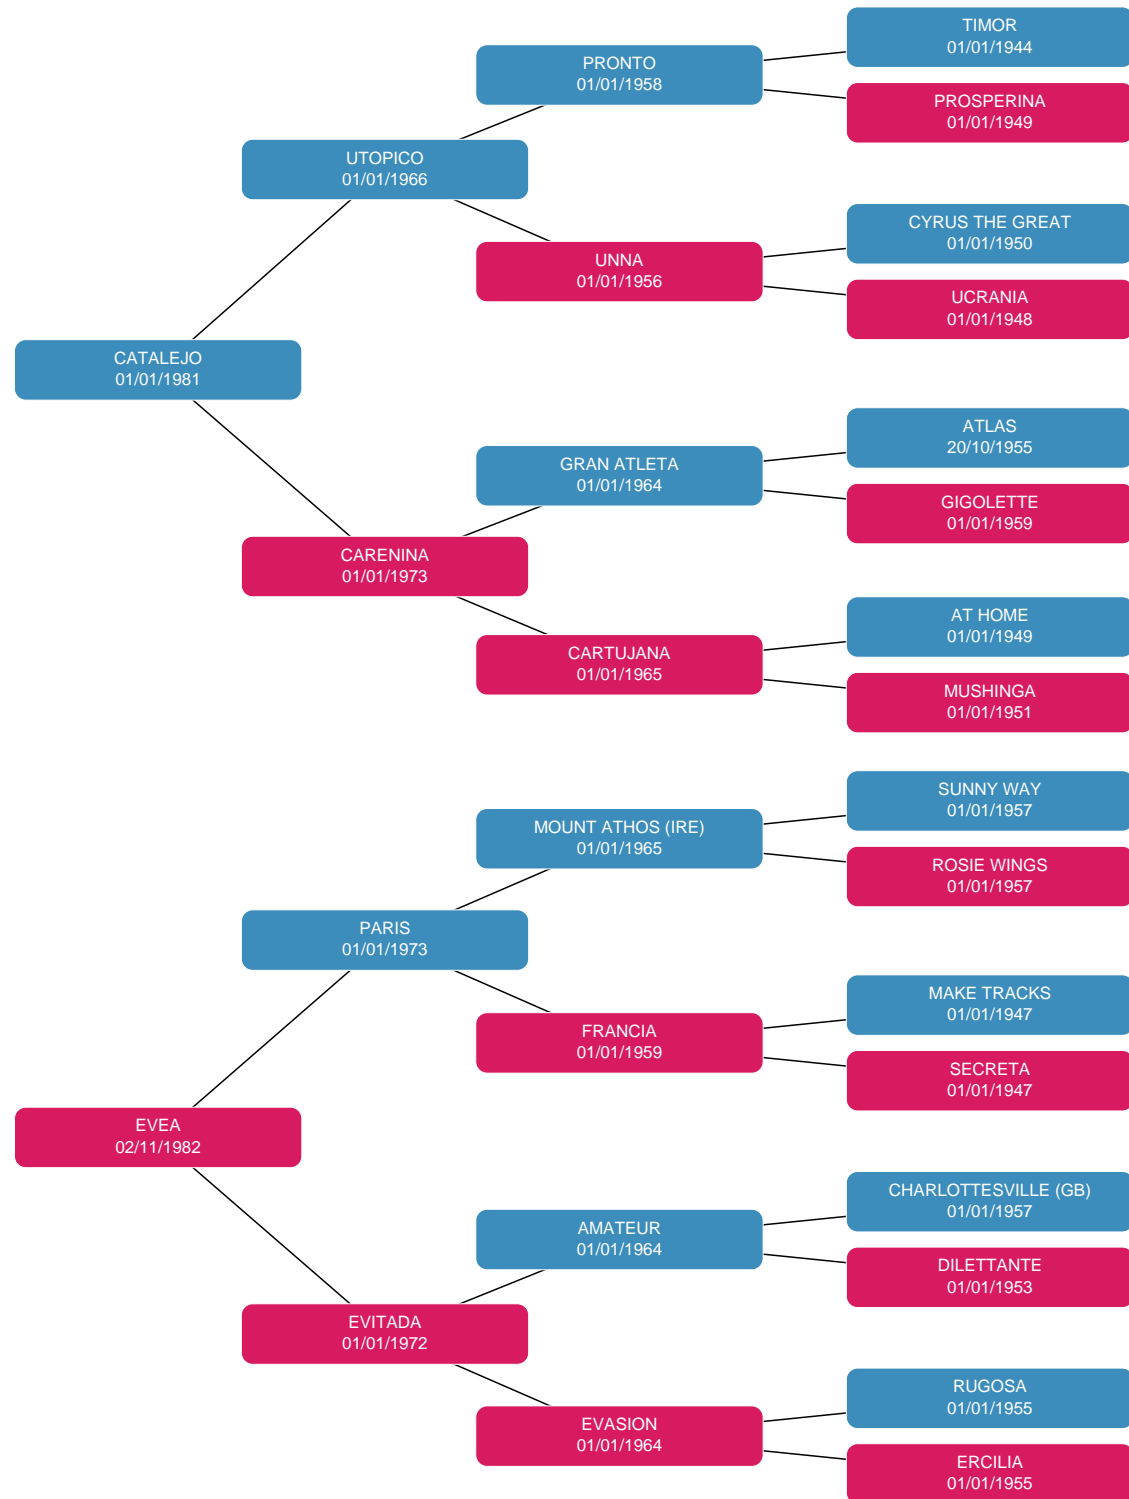 TIMOR
01/01/1944
PRONTO
01/01/1958
PROSPERINA
01/01/1949
UTOPICO
01/01/1966
CYRUS THE GREAT
01/01/1950
UNNA
01/01/1956
UCRANIA
01/01/1948
CATALEJO
01/01/1981
ATLAS
20/10/1955
GRAN ATLETA
01/01/1964
GIGOLETTE
01/01/1959
CARENINA
01/01/1973
AT HOME
01/01/1949
CARTUJANA
01/01/1965
MUSHINGA
01/01/1951
SUNNY WAY
01/01/1957
MOUNT ATHOS (IRE)
01/01/1965
ROSIE WINGS
01/01/1957
PARIS
01/01/1973
MAKE TRACKS
01/01/1947
FRANCIA
01/01/1959
SECRETA
01/01/1947
EVEA
02/11/1982
CHARLOTTESVILLE (GB)
01/01/1957
AMATEUR
01/01/1964
DILETTANTE
01/01/1953
EVITADA
01/01/1972
RUGOSA
01/01/1955
EVASION
01/01/1964
ERCILIA
01/01/1955